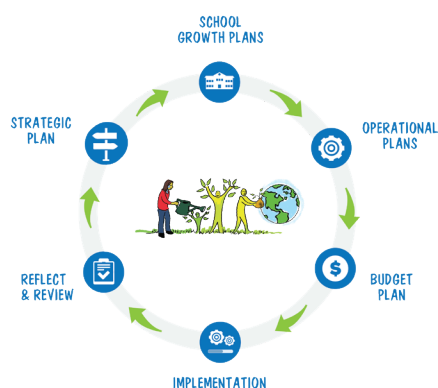 SCHOOL
GROWTH PLANS
OPERATIONAL
PLANS
BUDGET
PLAN
IMPLEMENTATION
REFLECT
& REVIEW
STRATEGIC
PLAN
$